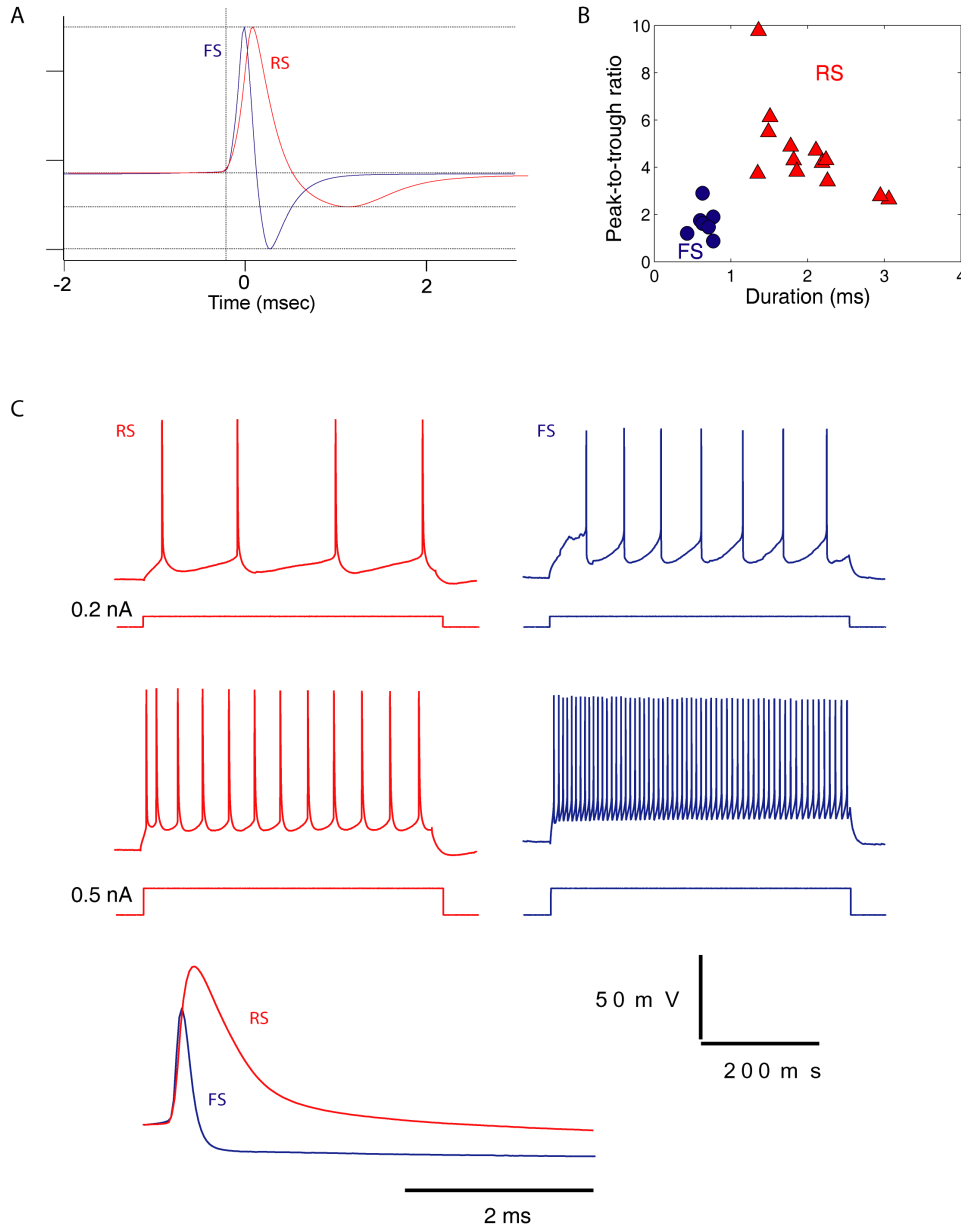 A
FS
RS
-2
0
2
Time (msec)
B
Peak-to-trough ratio
10
8
6
4
2
0
RS
FS
0
1
2
3
4
Duration (ms)
C
RS
FS
0.2 nA
0.5 nA
RS
FS
50 m V
200 m s
2 ms